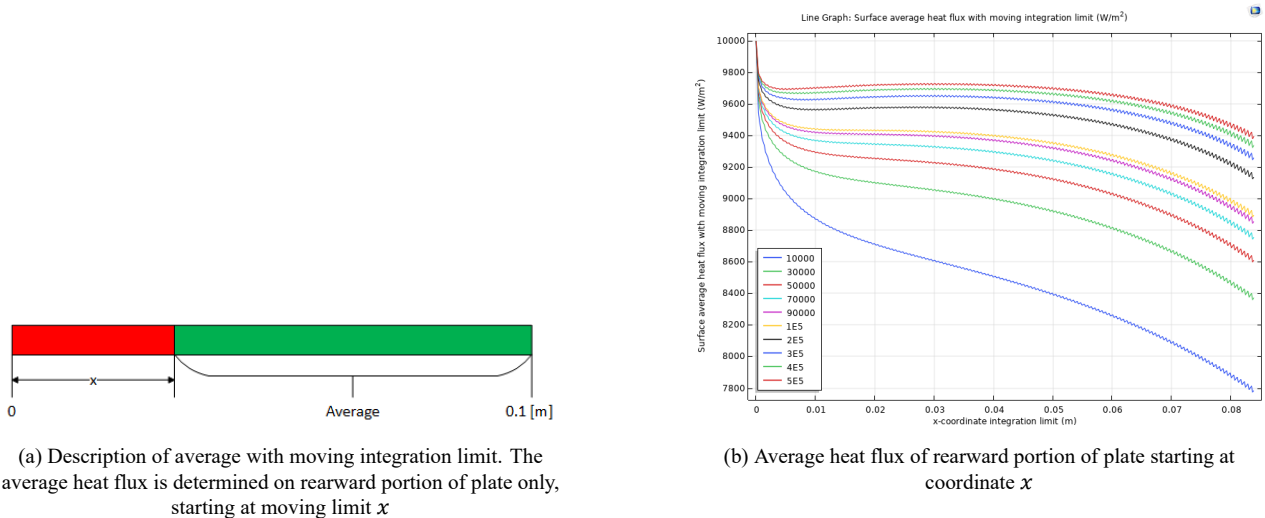 x
0
Average
0.1 [m]
(a) Description of average with moving integration limit. The
average heat flux is determined on rearward portion of plate only,
starting at moving limit x
Line Graph: Surface average heat flux with moving integration limit (W/m²)
Surface average heat flux with moving integration limit (W/m²)
10000
9800
9600
9400
9200
9000
8800
8600
8400
8200
8000
7800
10000
30000
50000
70000
90000
1E5
2E5
3E5
4E5
5E5
0
0.01
0.02
0.03
0.04
0.05
0.06
0.07
0.08
x-coordinate integration limit (m)
(b) Average heat flux of rearward portion of plate starting at
coordinate x